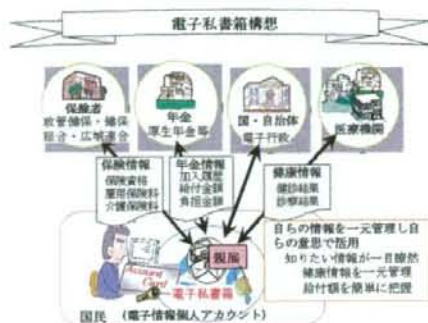 電子私書箱構想
保険者
政管健保・健保
組合・広域連合
年金
厚生年金等
国・自治体
電子行政
医療機関
保険情報
保険資格
雇用保険料
介護保険料
年金情報
加入履歴
給付金額
負担金額
健康情報
健診結果
診察結果
自らの情報を一元管理し自
らの意思で活用
知りたい情報が一目瞭然
健康情報を一元管理
給付額を簡単に把握
親展
Account
Card
電子私書箱
国民 (電子情報個人アカウント)